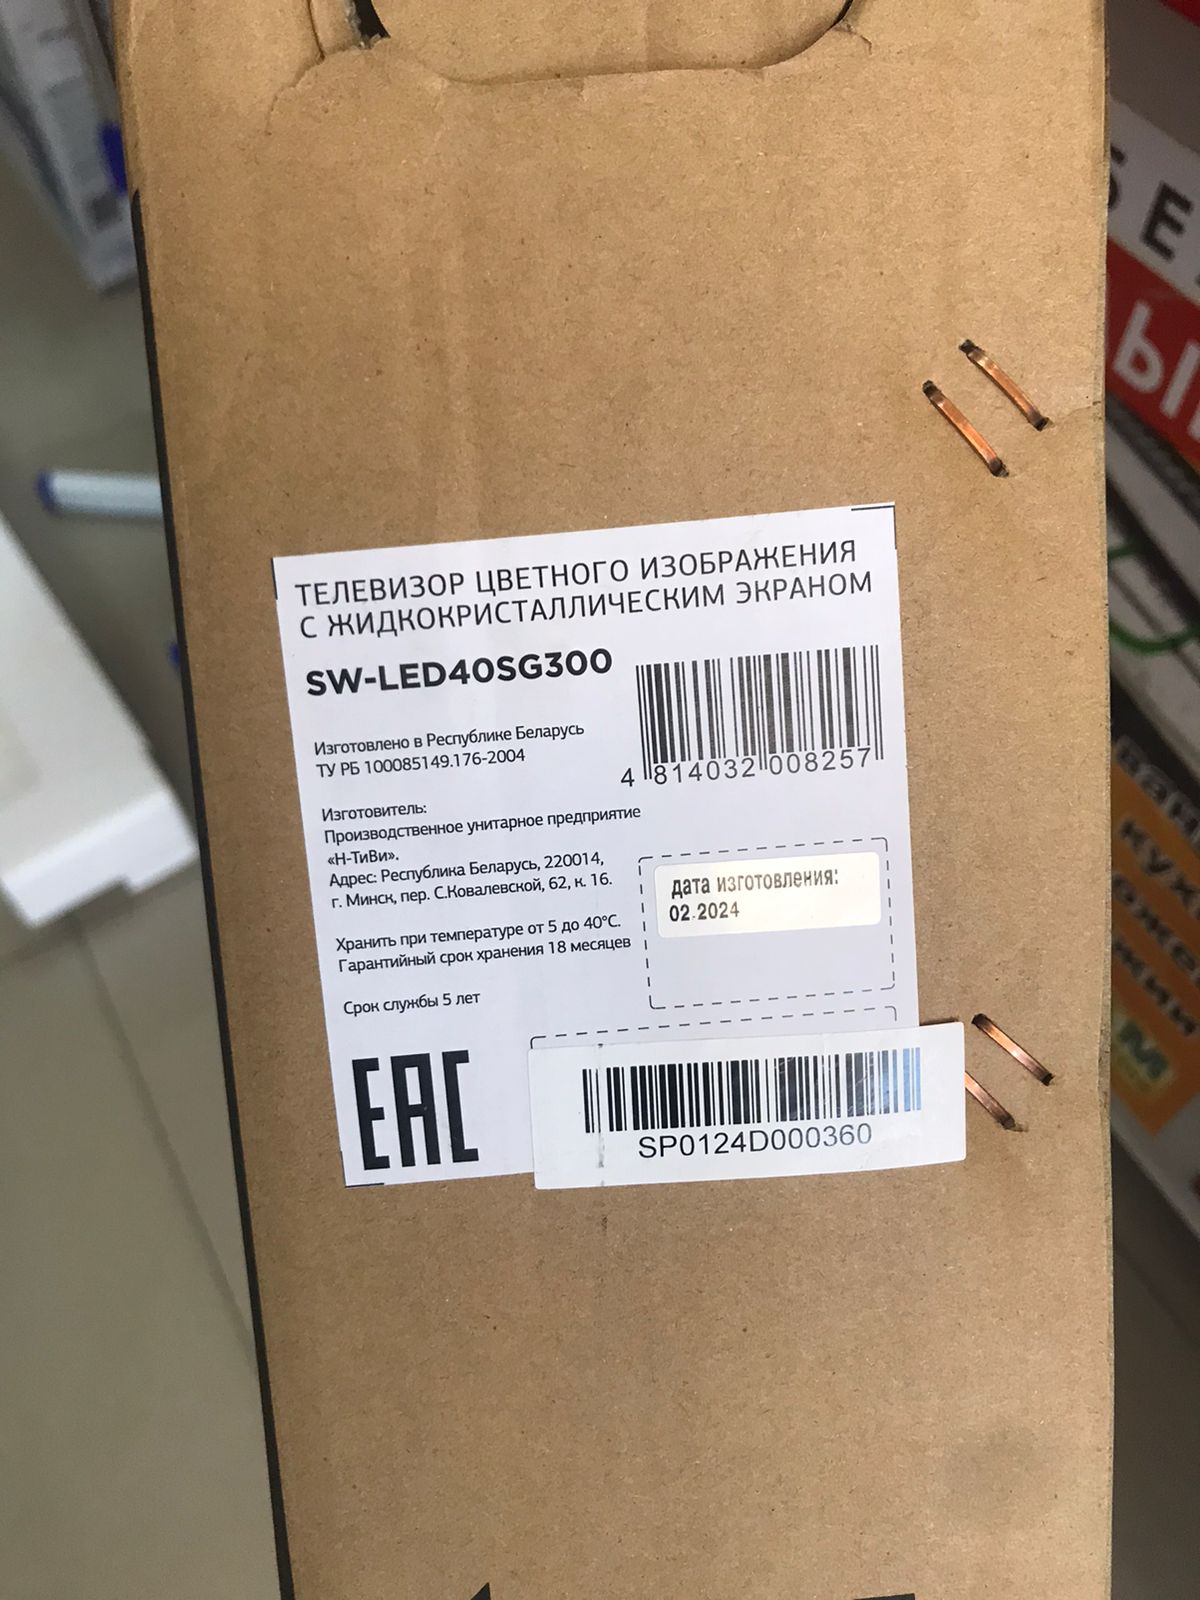 ТЕЛЕВИЗОР ЦВЕТНОГО ИЗОБРАЖЕНИЯ
С ЖИДКОКРИСТАЛЛИЧЕСКИМ ЭКРАНОМ
SW-LED40SG300
Изготовлено в Республике Беларусь
ТУ РБ 100085149.176-2004
4 814032 008257
Изготовитель:
Производственное унитарное предприятие
«Н-ТиВи».
Адрес: Республика Беларусь, 220014,
г. Минск, пер. С.Ковалевской, 62, к. 16.
дата изготовления:
02.2024
Хранить при температуре от 5 до 40°С.
Гарантийный срок хранения 18 месяцев
Срок службы 5 лет
ЕАС
SP0124D000360